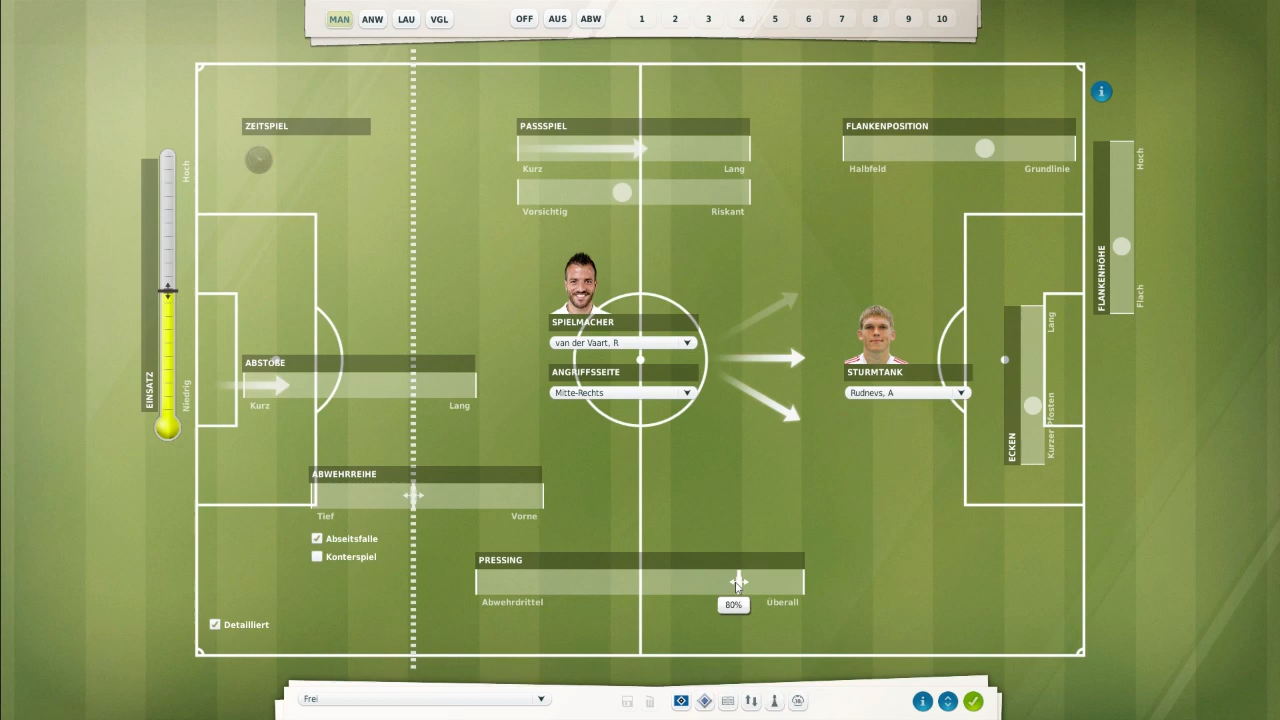 MAN ANW LAU VGL OFF AUS ABW 1 2 3 4 5 6 7 8 9 10
ZEITSPIEL
PASSSPIEL
Kurz Lang
Vorsichtig Riskant
FLANKENPOSITION
Halbfeld Grundlinie
EINSATZ
Hoch
Niedrig
FLANKENHÖHE
Hoch
Flach
SPIELMACHER
van der Vaart, R
ANGRIFFSSEITE
Mitte-Rechts
STURMTANK
Rudnevs, A
ABSTÖßE
Kurz Lang
ECKEN
Lang
Kurzer Pfosten
ABWEHRREIHE
Tief Vorne
Abseitsfalle
Konterspiel
PRESSING
Abwehrdrittel Überall
80%
Detailliert
Frei